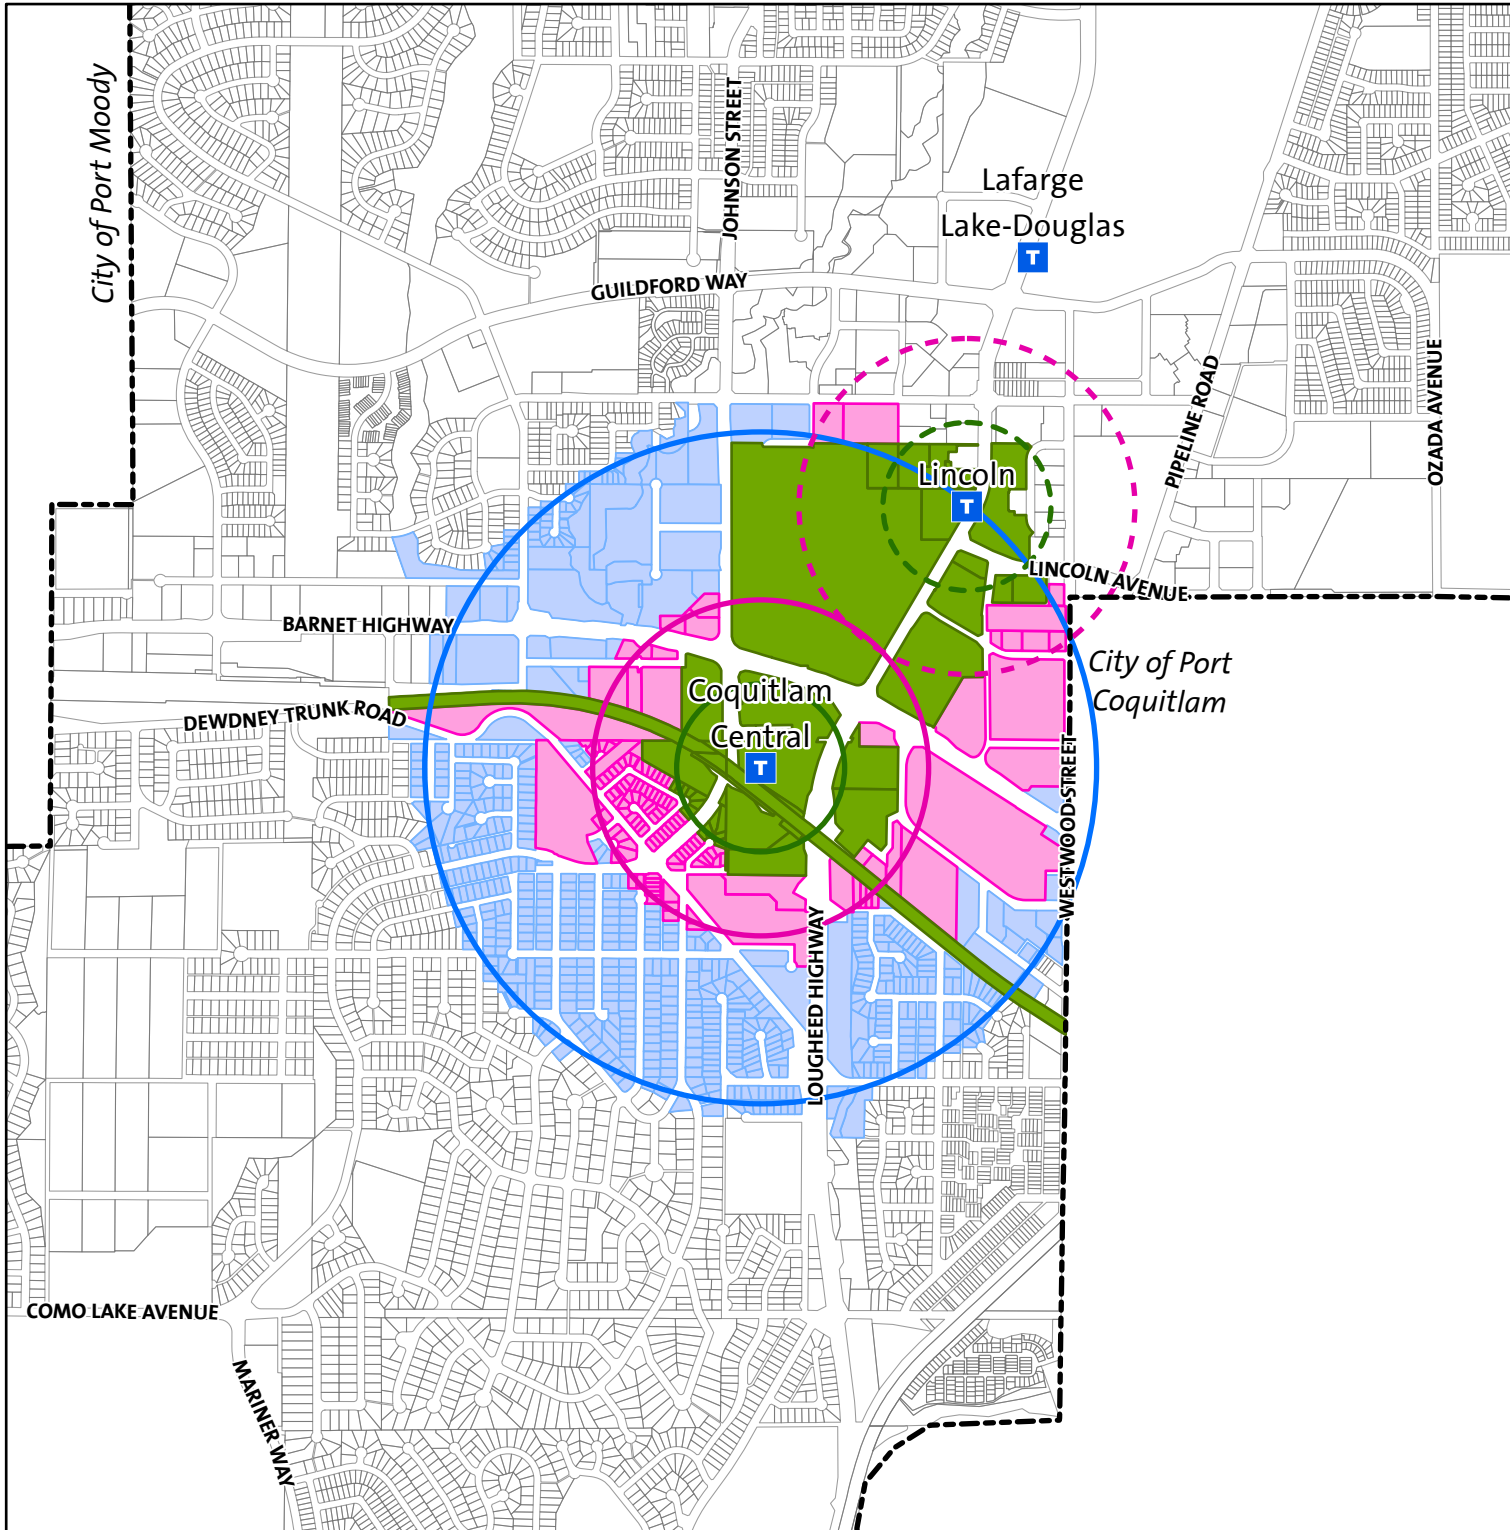 City of Port Moody
JOHNSON STREET
Lafarge
Lake-Douglas
T
GUILDFORD WAY
PIPELINE ROAD
OZADA AVENUE
Lincoln
T
LINCOLN AVENUE
BARNET HIGHWAY
City of Port
Coquitlam
DEWDNEY TRUNK ROAD
Coquitlam
Central
T
WESTWOOD STREET
LOUGHEED HIGHWAY
COMO LAKE AVENUE
MARINER WAY